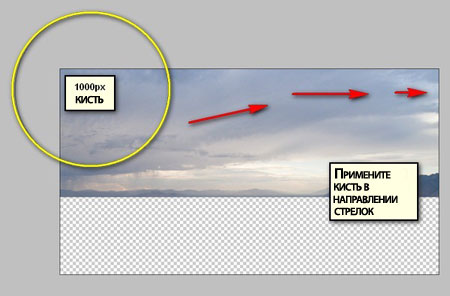 1000px
КИСТЬ
ПРИМЕНИТЕ
КИСТЬ В
НАПРАВЛЕНИИ
СТРЕЛОК